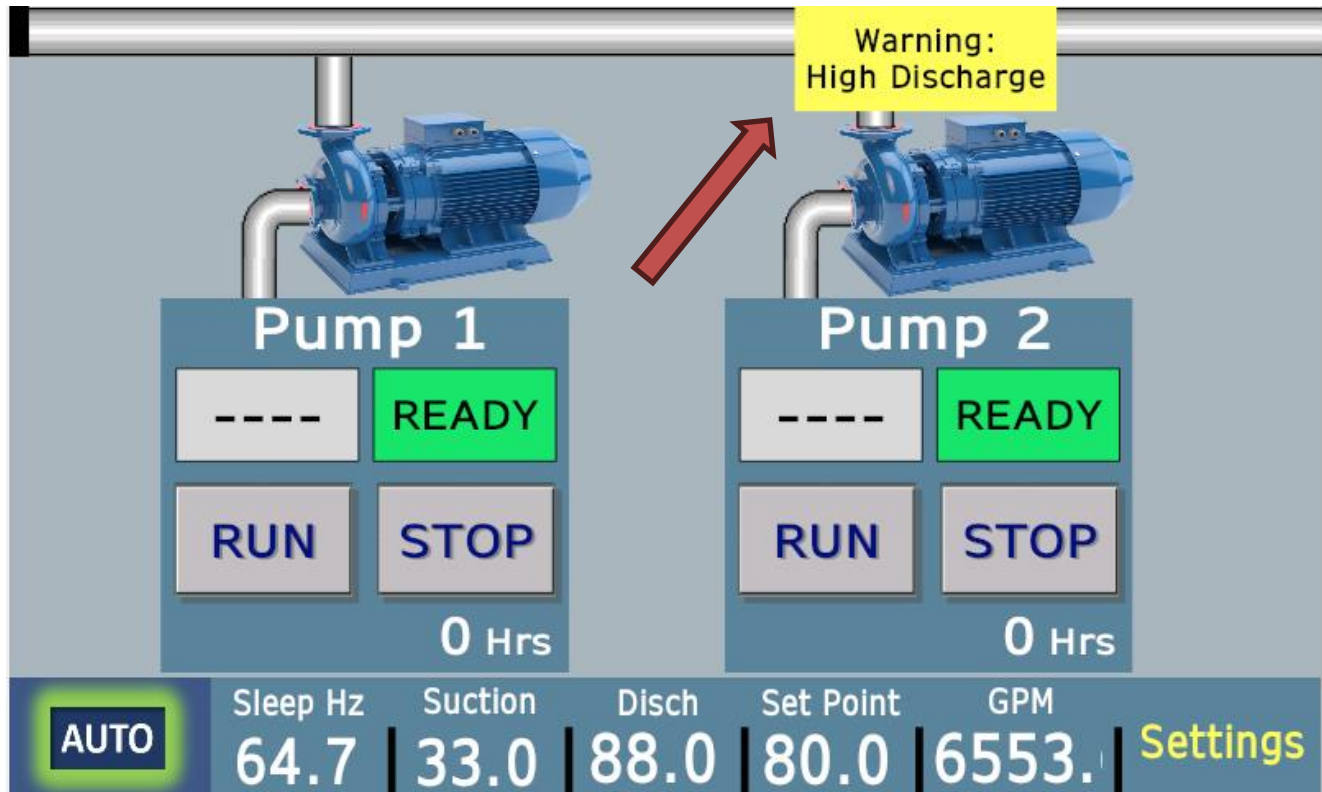 Warning:
High Discharge
Pump 1
Pump 2
---- READY
---- READY
RUN STOP
RUN STOP
0 Hrs
0 Hrs
AUTO
Sleep Hz Suction Disch Set Point GPM
64.7 33.0 88.0 80.0 6553.
Settings